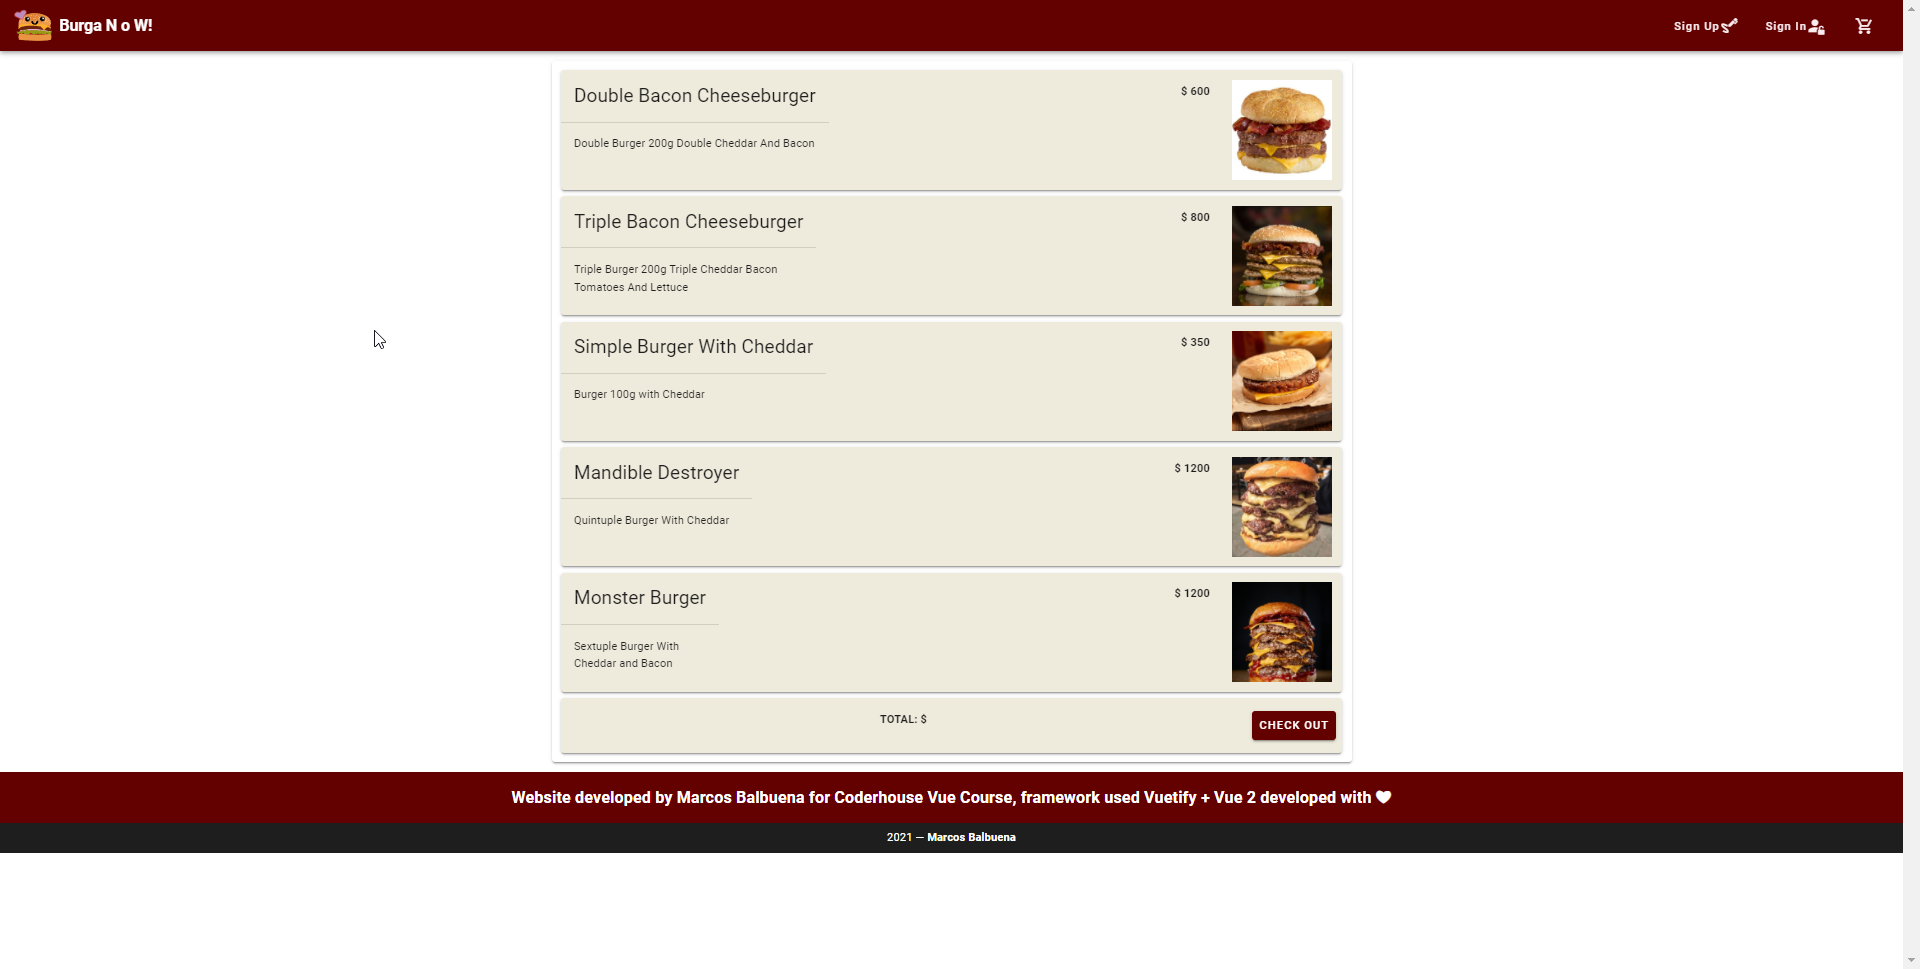 Burga N o W!
Sign Up
Sign In
Double Bacon Cheeseburger
$ 600
Double Burger 200g Double Cheddar And Bacon
Triple Bacon Cheeseburger
$ 800
Triple Burger 200g Triple Cheddar Bacon
Tomatoes And Lettuce
Simple Burger With Cheddar
$ 350
Burger 100g with Cheddar
Mandible Destroyer
$ 1200
Quintuple Burger With Cheddar
Monster Burger
$ 1200
Sextuple Burger With
Cheddar and Bacon
TOTAL: $
CHECK OUT
Website developed by Marcos Balbuena for Coderhouse Vue Course, framework used Vuetify + Vue 2 developed with
2021 — Marcos Balbuena